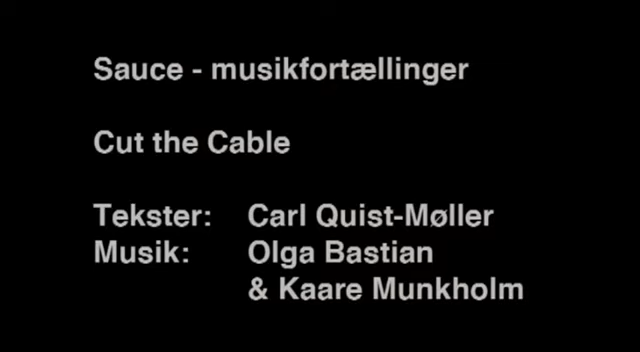 Sauce - musikfortællinger
Cut the Cable
Tekster: Carl Quist-Møller
Musik: Olga Bastian
& Kaare Munkholm